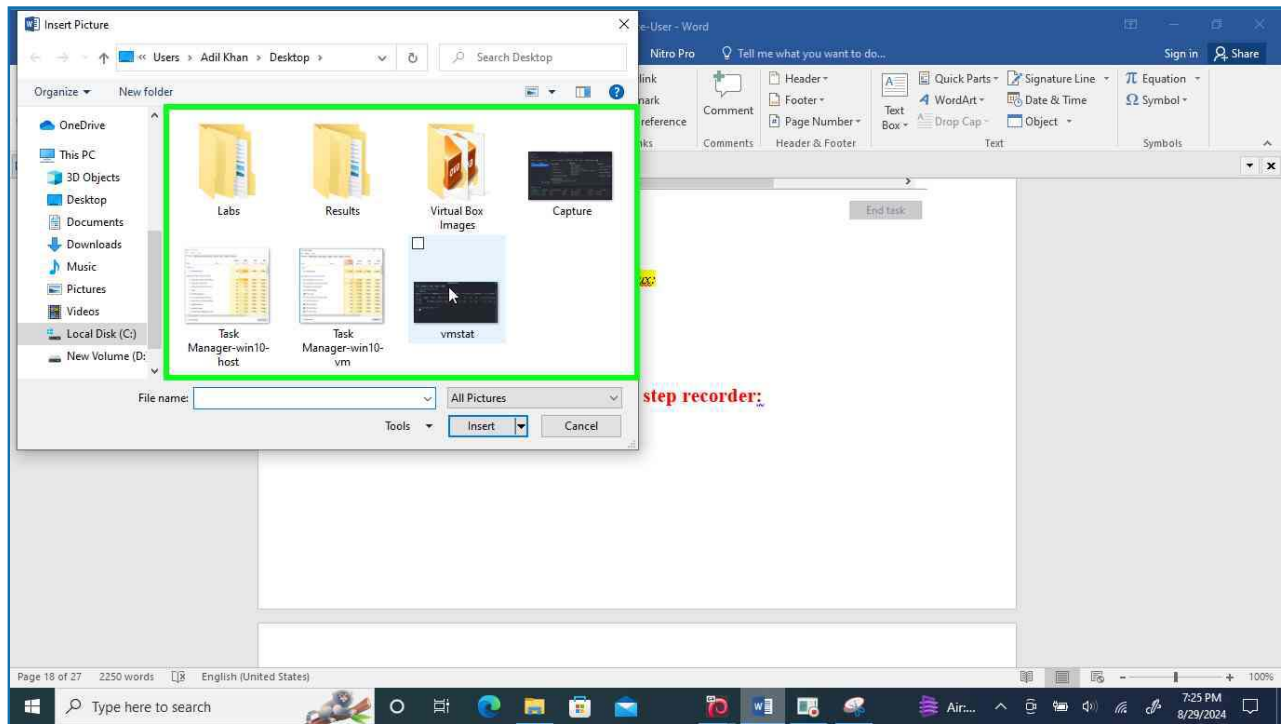 Insert Picture
e-User - Word
« Users › Adil Khan › Desktop ›
Search Desktop
Nitro Pro
Tell me what you want to do...
Sign in
Share
Organize
New folder
OneDrive
This PC
3D Objects
Desktop
Documents
Downloads
Music
Pictures
Videos
Local Disk (C:)
New Volume (D:
Labs
Results
Virtual Box
Images
Capture
Task
Manager-win10-
host
Task
Manager-win10-
vm
vmstat
File name:
All Pictures
Tools
Insert
Cancel
Comment
Comments
Header
Footer
Page Number
Header & Footer
Text
Box
Quick Parts
WordArt
Drop Cap
Signature Line
Date & Time
Object
Text
Equation
Symbol
Symbols
End task
step recorder:
Page 18 of 27
2250 words
English (United States)
100%
Type here to search
Air:...
7:25 PM
8/29/2024